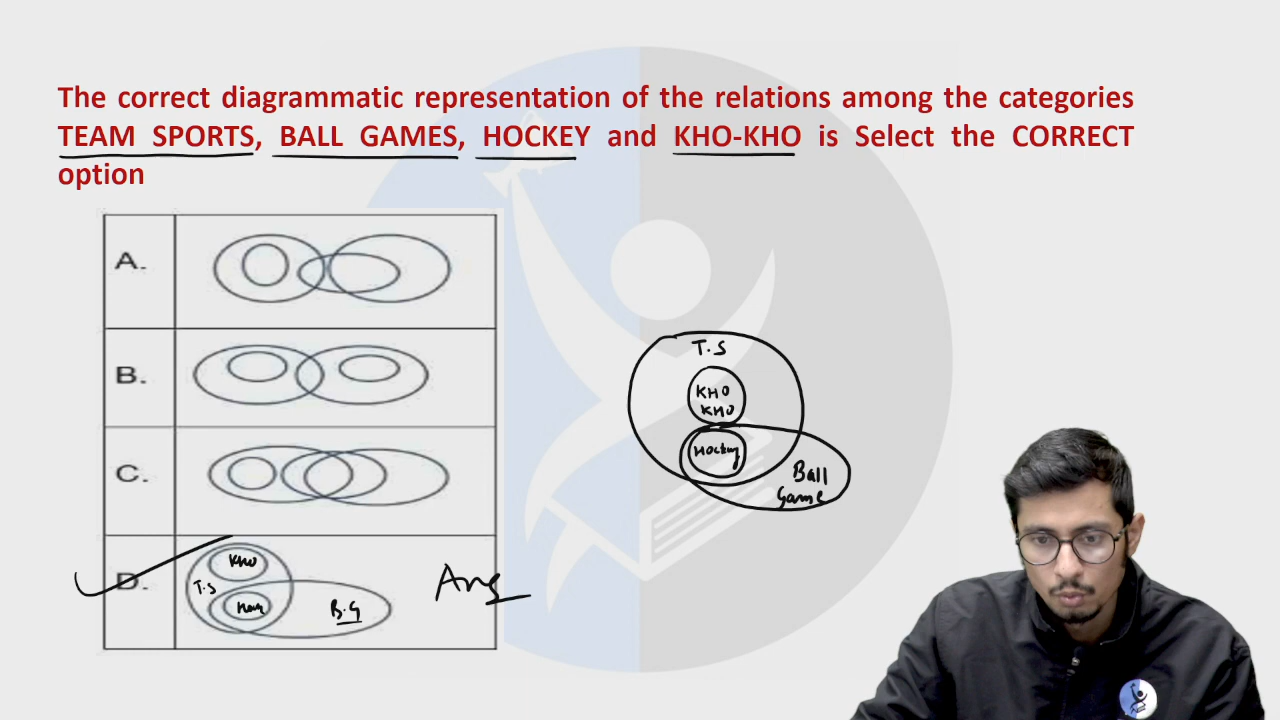 The correct diagrammatic representation of the relations among the categories
TEAM SPORTS, BALL GAMES, HOCKEY and KHO-KHO is Select the CORRECT
option
A.
B.
C.
D.
KHO
T.S
B.G
Ans
T.S
KHO
KHO
Hockey
Ball
Game